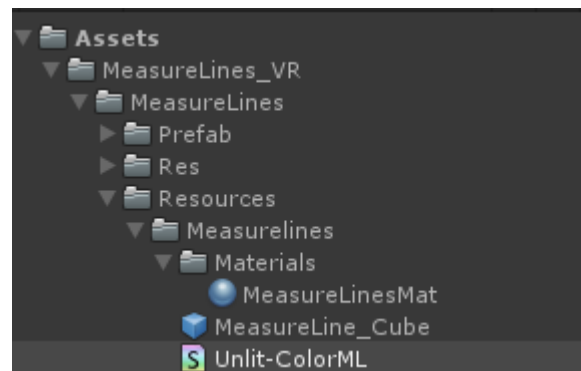 Assets
MeasureLines_VR
MeasureLines
Prefab
Res
Resources
Measurelines
Materials
MeasureLinesMat
MeasureLine_Cube
S Unlit-ColorML